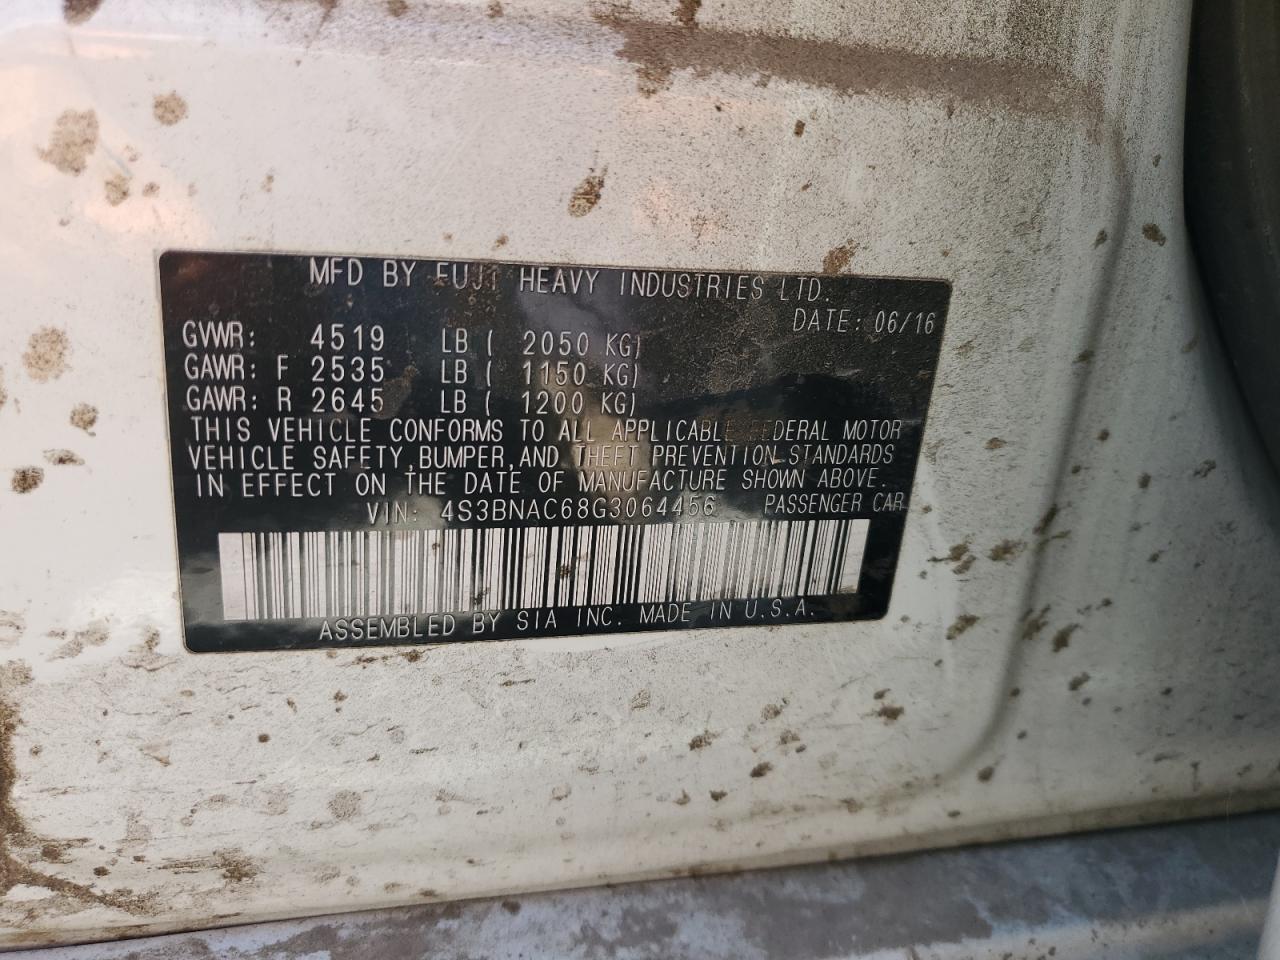 MFD BY FUJI HEAVY INDUSTRIES LTD.
DATE: 06/16
GVWR: 4519 LB ( 2050 KG)
GAWR: F 2535 LB ( 1150 KG)
GAWR: R 2645 LB ( 1200 KG)
THIS VEHICLE CONFORMS TO ALL APPLICABLE FEDERAL MOTOR
VEHICLE SAFETY, BUMPER, AND THEFT PREVENTION STANDARDS
IN EFFECT ON THE DATE OF MANUFACTURE SHOWN ABOVE.
VIN: 4S3BNAC68G3064456 PASSENGER CAR
ASSEMBLED BY SIA INC. MADE IN U.S.A.